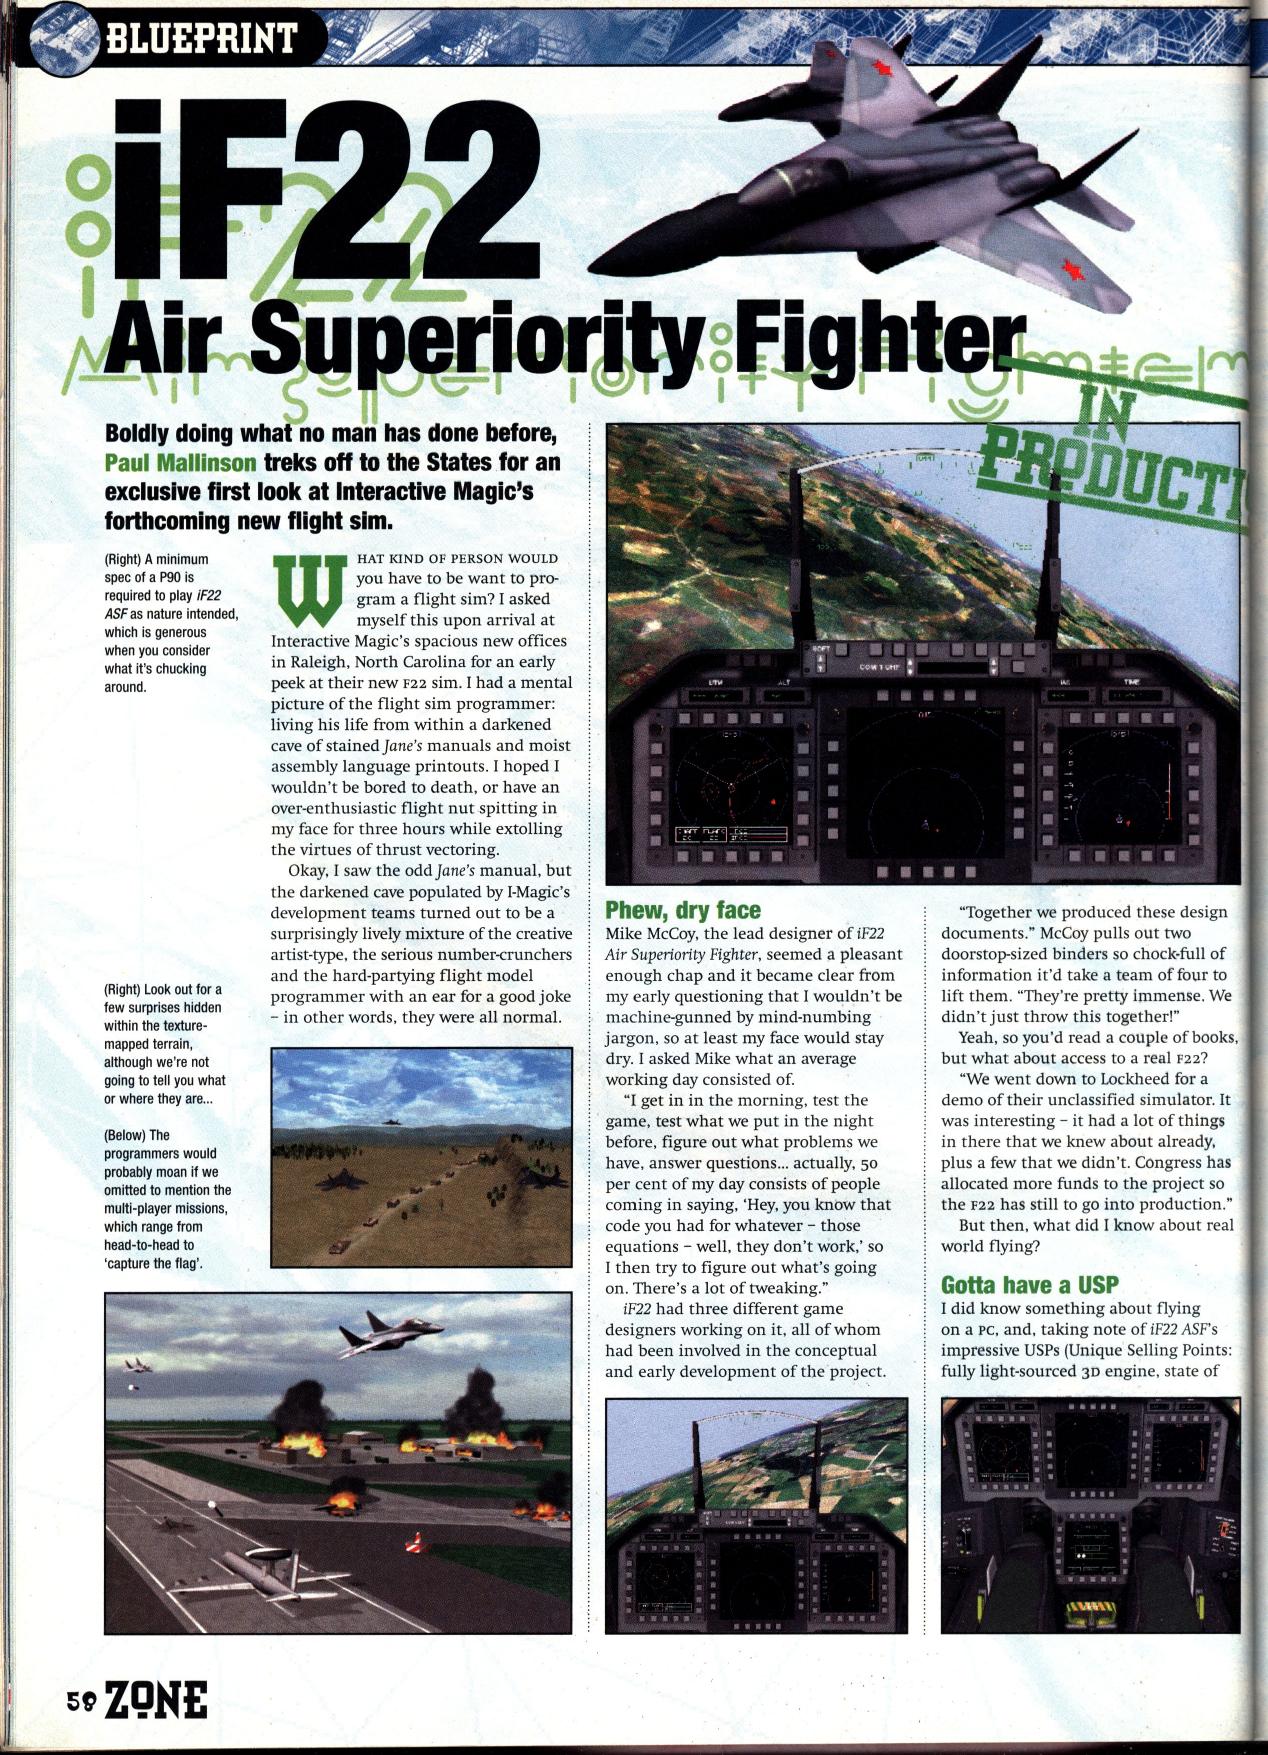 BLUEPRINT
iF22
Air Superiority Fighter
IN
PRODUCTI
Boldly doing what no man has done before,
Paul Mallinson treks off to the States for an
exclusive first look at Interactive Magic's
forthcoming new flight sim.
(Right) A minimum
spec of a P90 is
required to play iF22
ASF as nature intended,
which is generous
when you consider
what it's chucking
around.
(Right) Look out for a
few surprises hidden
within the texture-
mapped terrain,
although we're not
going to tell you what
or where they are...
(Below) The
programmers would
probably moan if we
omitted to mention the
multi-player missions,
which range from
head-to-head to
'capture the flag'.
WHAT KIND OF PERSON WOULD
you have to be want to pro-
gram a flight sim? I asked
myself this upon arrival at
Interactive Magic's spacious new offices
in Raleigh, North Carolina for an early
peek at their new F22 sim. I had a mental
picture of the flight sim programmer:
living his life from within a darkened
cave of stained Jane's manuals and moist
assembly language printouts. I hoped I
wouldn't be bored to death, or have an
over-enthusiastic flight nut spitting in
my face for three hours while extolling
the virtues of thrust vectoring.
Okay, I saw the odd Jane's manual, but
the darkened cave populated by I-Magic's
development teams turned out to be a
surprisingly lively mixture of the creative
artist-type, the serious number-crunchers
and the hard-partying flight model
programmer with an ear for a good joke
– in other words, they were all normal.
SOFT
ALT
TIME
Phew, dry face
Mike McCoy, the lead designer of iF22
Air Superiority Fighter, seemed a pleasant
enough chap and it became clear from
my early questioning that I wouldn't be
machine-gunned by mind-numbing
jargon, so at least my face would stay
dry. I asked Mike what an average
working day consisted of.
"I get in in the morning, test the
game, test what we put in the night
before, figure out what problems we
have, answer questions... actually, 50
per cent of my day consists of people
coming in saying, 'Hey, you know that
code you had for whatever – those
equations – well, they don't work,' so
I then try to figure out what's going
on. There's a lot of tweaking."
iF22 had three different game
designers working on it, all of whom
had been involved in the conceptual
and early development of the project.
"Together we produced these design
documents." McCoy pulls out two
doorstop-sized binders so chock-full of
information it'd take a team of four to
lift them. "They're pretty immense. We
didn't just throw this together!"
Yeah, so you'd read a couple of books,
but what about access to a real F22?
"We went down to Lockheed for a
demo of their unclassified simulator. It
was interesting – it had a lot of things
in there that we knew about already,
plus a few that we didn't. Congress has
allocated more funds to the project so
the F22 has still to go into production."
But then, what did I know about real
world flying?
Gotta have a USP
I did know something about flying
on a PC, and, taking note of iF22 ASF's
impressive USPs (Unique Selling Points:
fully light-sourced 3D engine, state of
58 ZONE